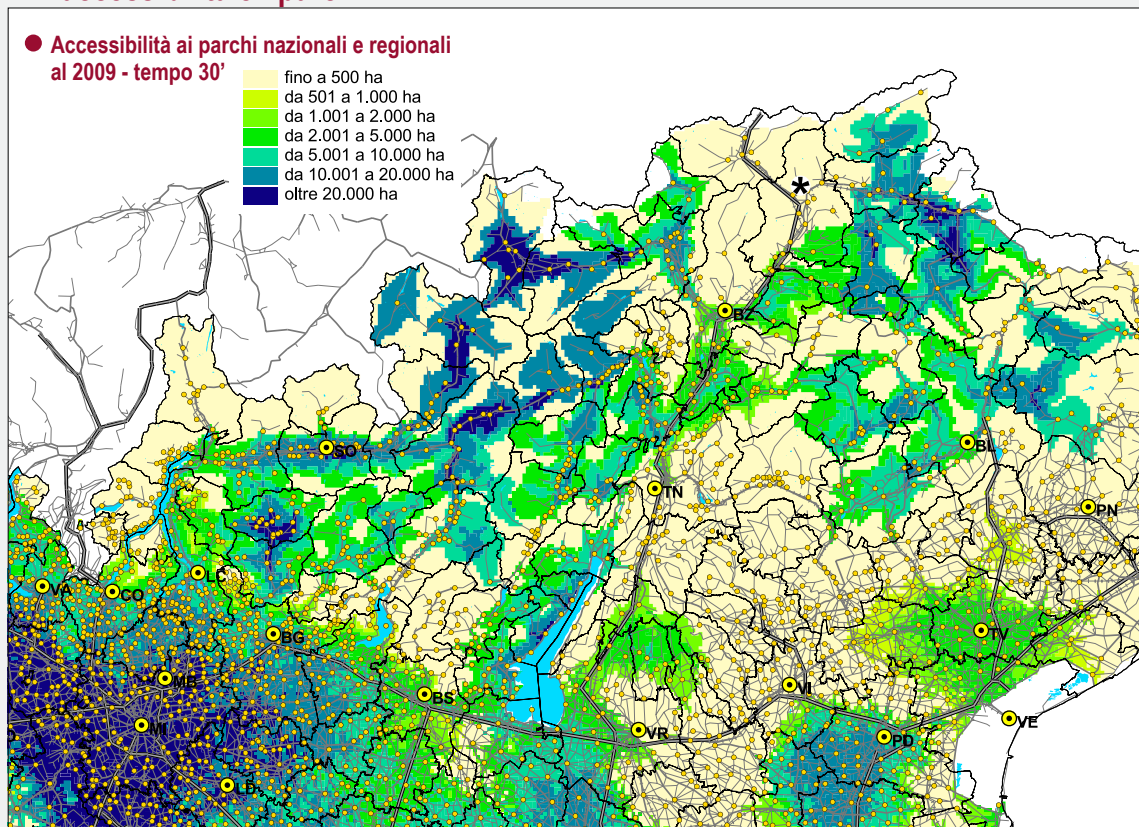 ● Accessibilità ai parchi nazionali e regionali
al 2009 - tempo 30'
fino a 500 ha
da 501 a 1.000 ha
da 1.001 a 2.000 ha
da 2.001 a 5.000 ha
da 5.001 a 10.000 ha
da 10.001 a 20.000 ha
oltre 20.000 ha
*
BZ
SO
BL
TN
PN
LC
VA
CO
BG
TV
MB
VI
BS
VE
MI
VR
PD